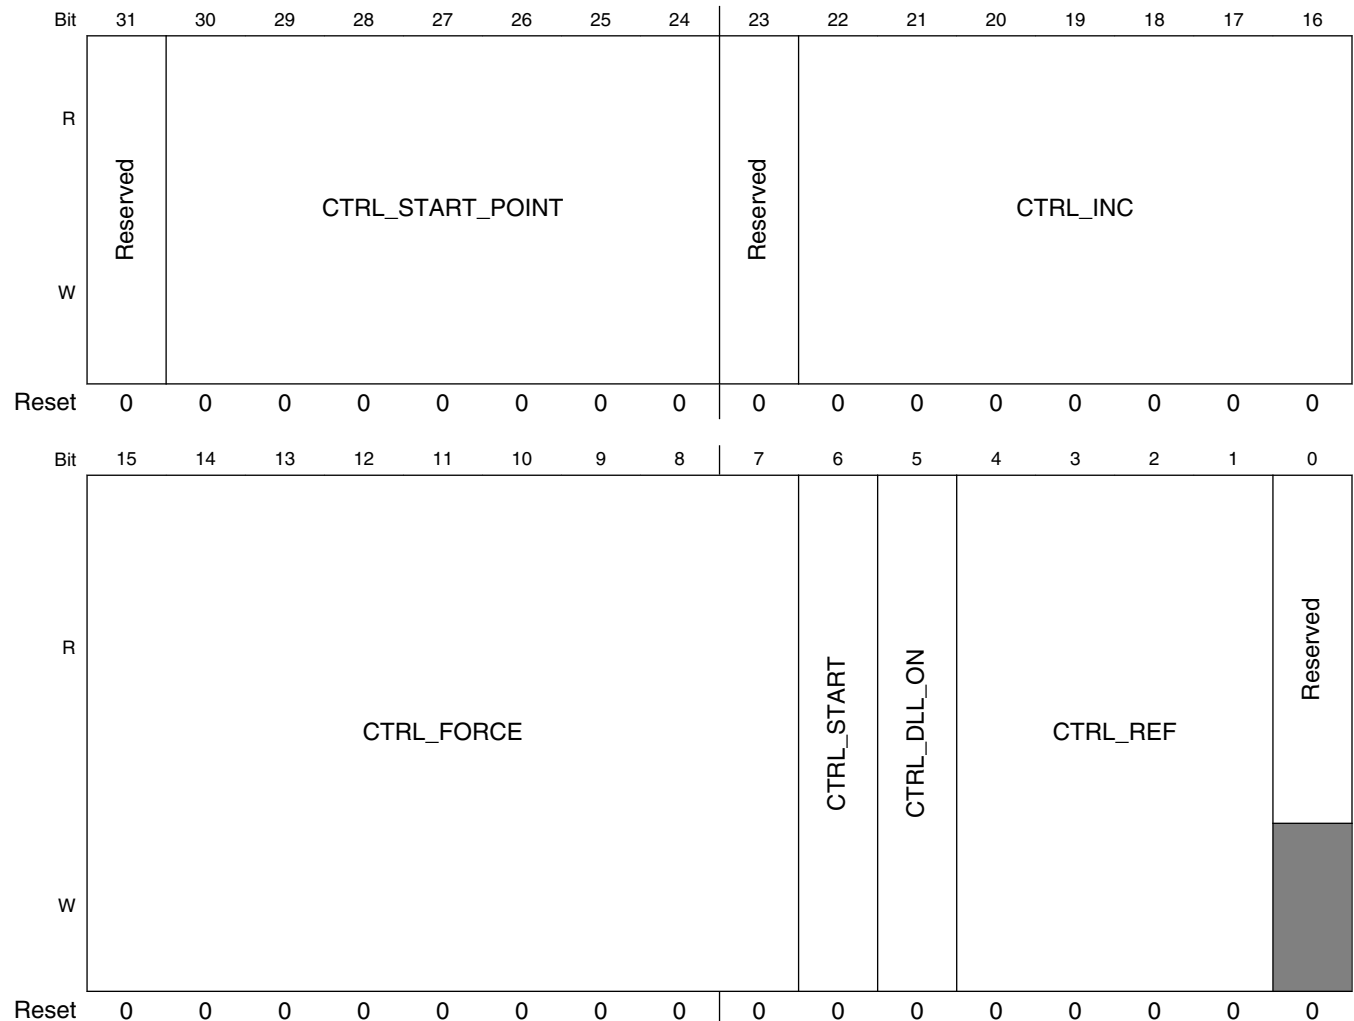 Bit 31 30 29 28 27 26 25 24 23 22 21 20 19 18 17 16
R
Reserved CTRL_START_POINT Reserved CTRL_INC
W
Reset 0 0 0 0 0 0 0 0 0 0 0 0 0 0 0 0
Bit 15 14 13 12 11 10 9 8 7 6 5 4 3 2 1 0
R
CTRL_FORCE CTRL_START CTRL_DLL_ON CTRL_REF Reserved
W
Reset 0 0 0 0 0 0 0 0 0 0 0 0 0 0 0 0